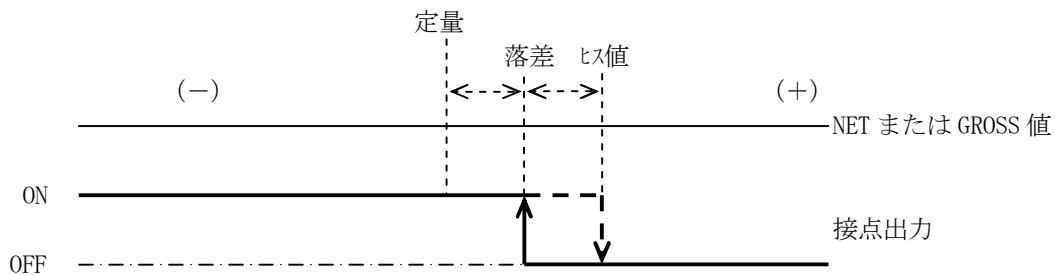 定量
落差 ﾋｽ値
(－) (＋)
NET または GROSS 値
ON
接点出力
OFF